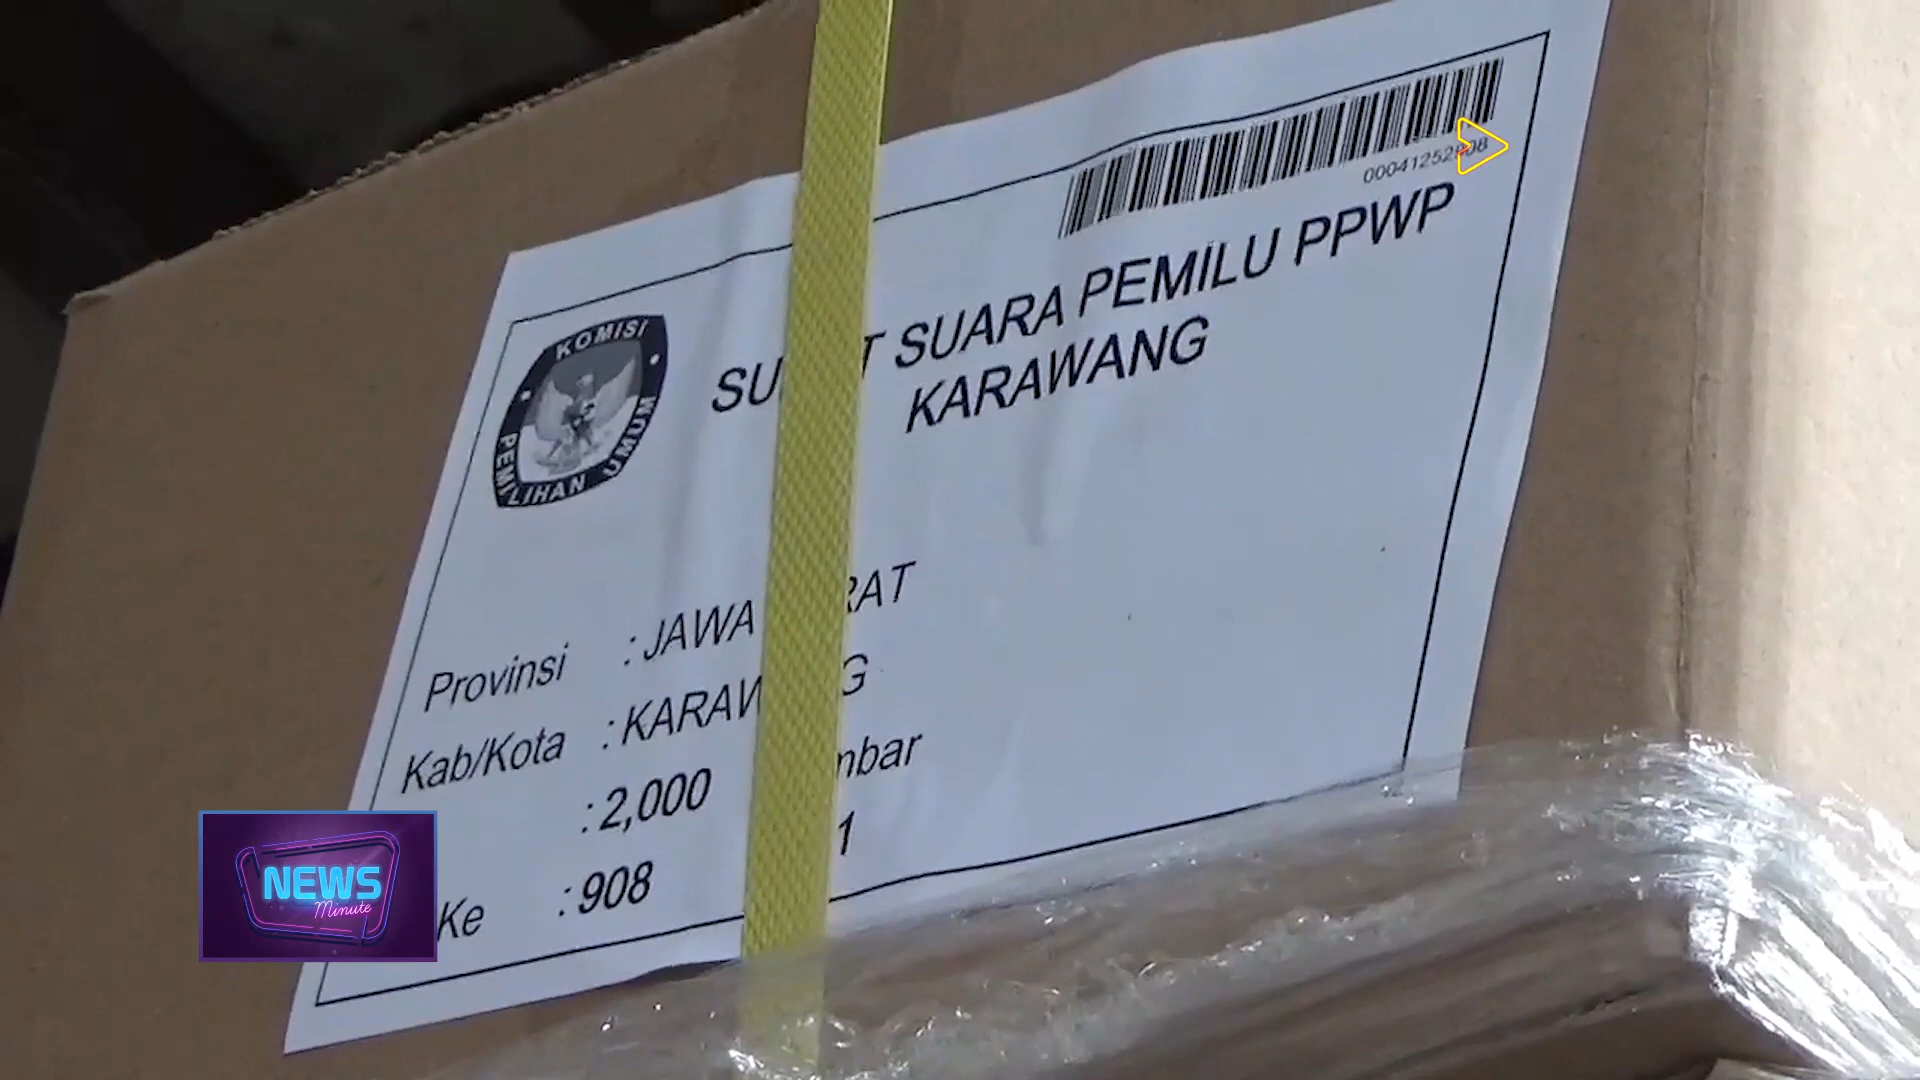 SU T SUARA PEMILU PPWP
KARAWANG
KOMISI
PEMILIHAN UMUM
Provinsi : JAWA RAT
Kab/Kota : KARAW G
: 2,000 mbar
Ke : 908 1
NEWS
Minute